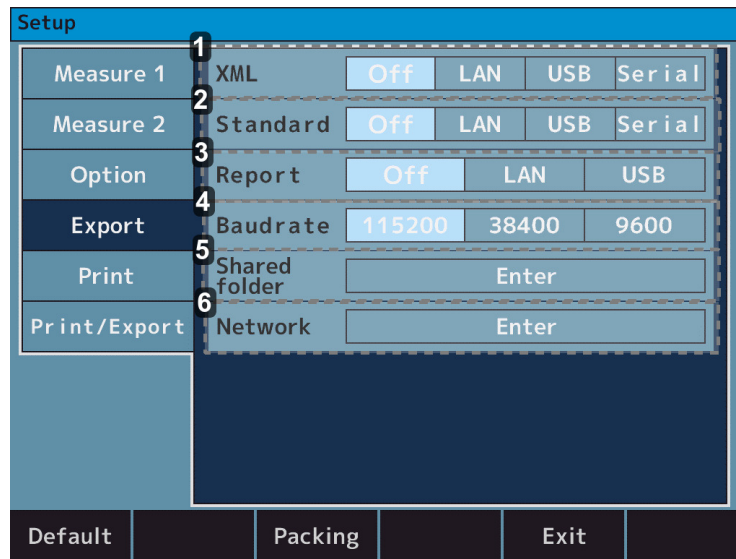 Setup
Measure 1
1 XML Off LAN USB Serial
Measure 2
2 Standard Off LAN USB Serial
Option
3 Report Off LAN USB
Export
4 Baudrate 115200 38400 9600
Print
5 Shared
folder Enter
Print/Export
6 Network Enter
Default Packing Exit